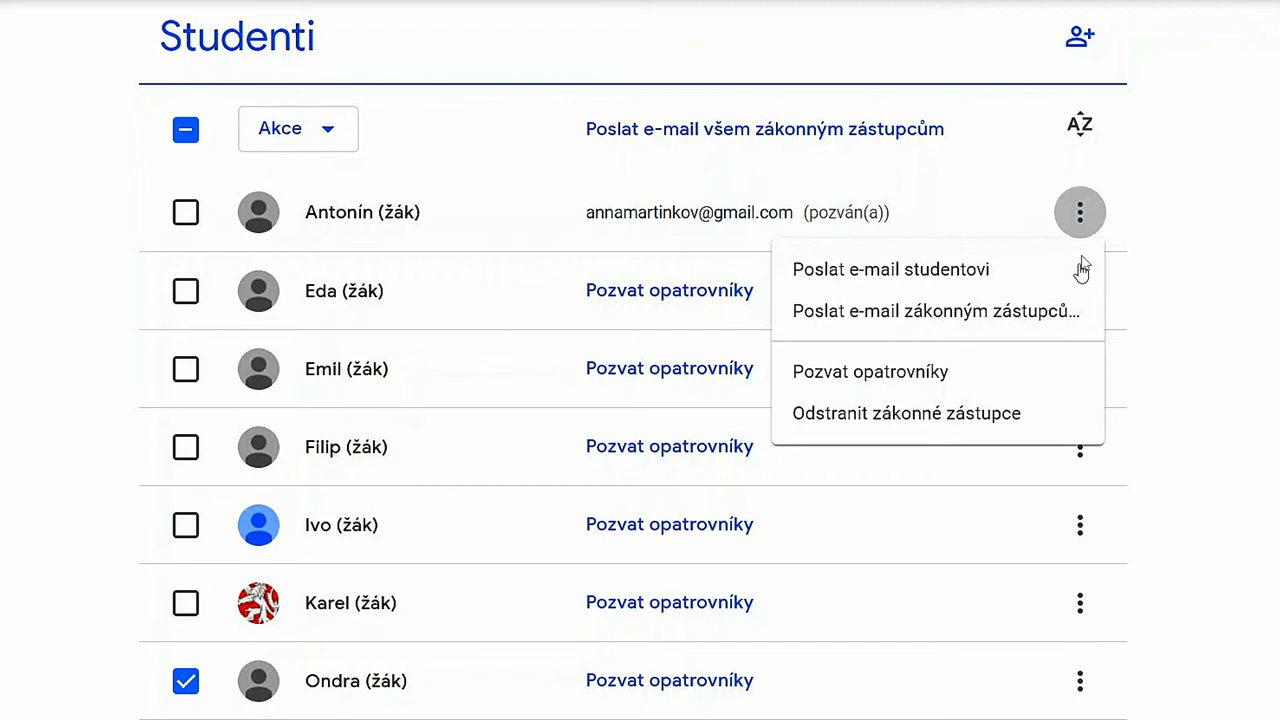 Studenti
Akce
Poslat e-mail všem zákonným zástupcům
AZ
Antonín (žák)
annamartinkov@gmail.com (pozván(a))
Poslat e-mail studentovi
Poslat e-mail zákonným zástupců...
Pozvat opatrovníky
Odstranit zákonné zástupce
Eda (žák)
Pozvat opatrovníky
Emil (žák)
Pozvat opatrovníky
Filip (žák)
Pozvat opatrovníky
Ivo (žák)
Pozvat opatrovníky
Karel (žák)
Pozvat opatrovníky
Ondra (žák)
Pozvat opatrovníky